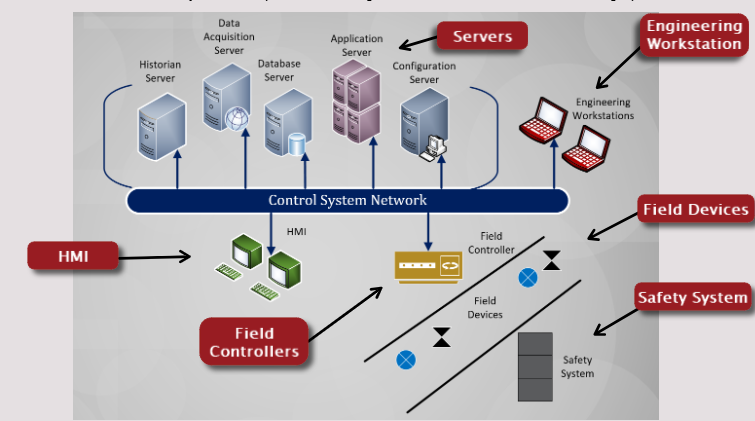 Data
Acquisition
Server
Application
Server
Servers
Engineering
Workstation
Historian
Server
Database
Server
Configuration
Server
Engineering
Workstations
Control System Network
Field Devices
HMI
HMI
Field
Controller
Field
Devices
Safety System
Field
Controllers
Safety
System